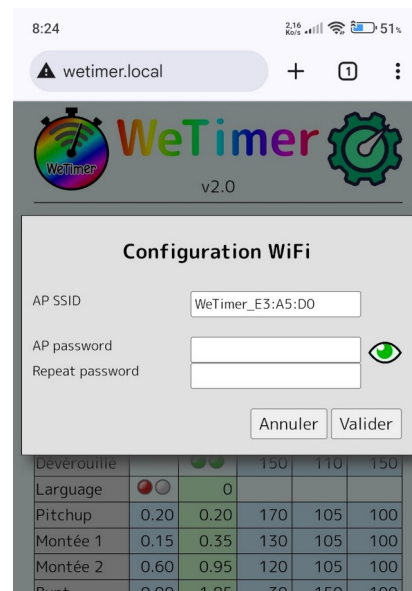 8:24 2,16 Ko/s 51%
wetimer.local 1
WeTimer WeTimer
v2.0
Configuration WiFi
AP SSID WeTimer_E3:A5:D0
AP password
Repeat password
Annuler Valider
Déverouillé 150 110 150
Larguage 0
Pitchup 0.20 0.20 170 105 100
Montée 1 0.15 0.35 130 105 100
Montée 2 0.60 0.95 120 105 100